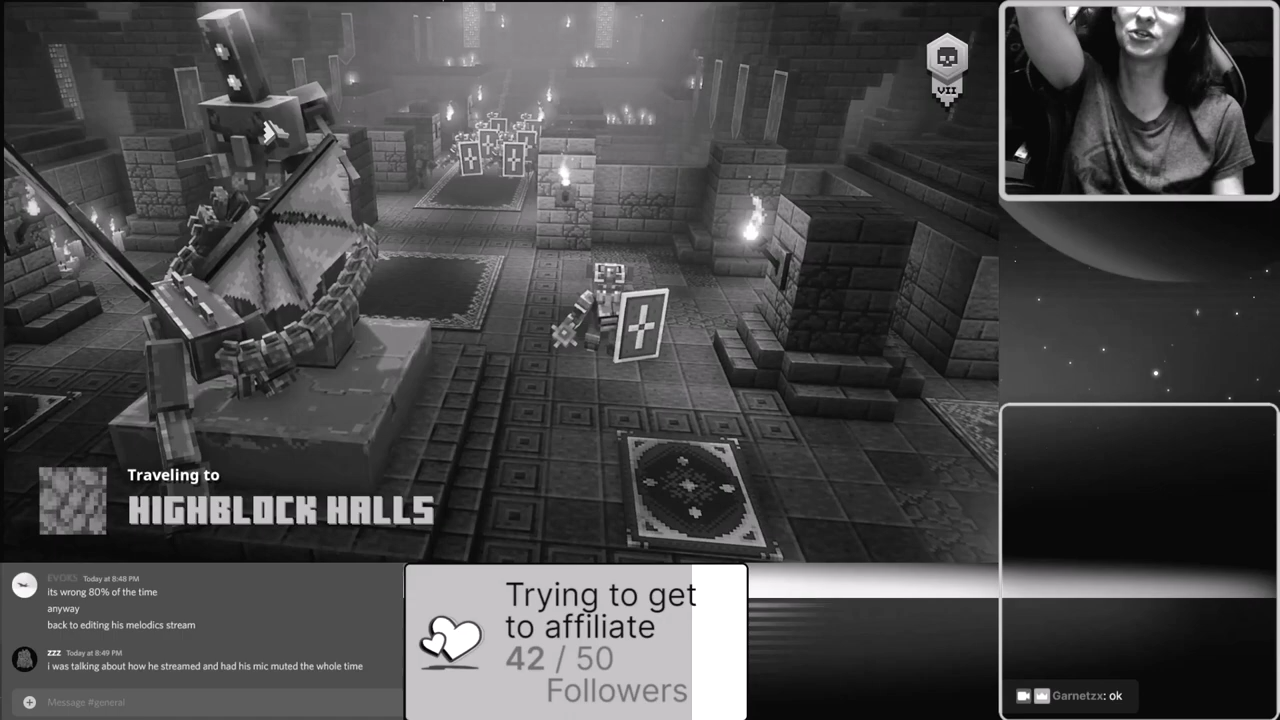 VII
Traveling to
HIGHBLOCK HALLS
EVOKS Today at 8:48 PM
its wrong 80% of the time
anyway
back to editing his melodics stream
zzz Today at 8:49 PM
i was talking about how he streamed and had his mic muted the whole time
Message #general
Trying to get
to affiliate
42 / 50
Followers
Garnetzx: ok